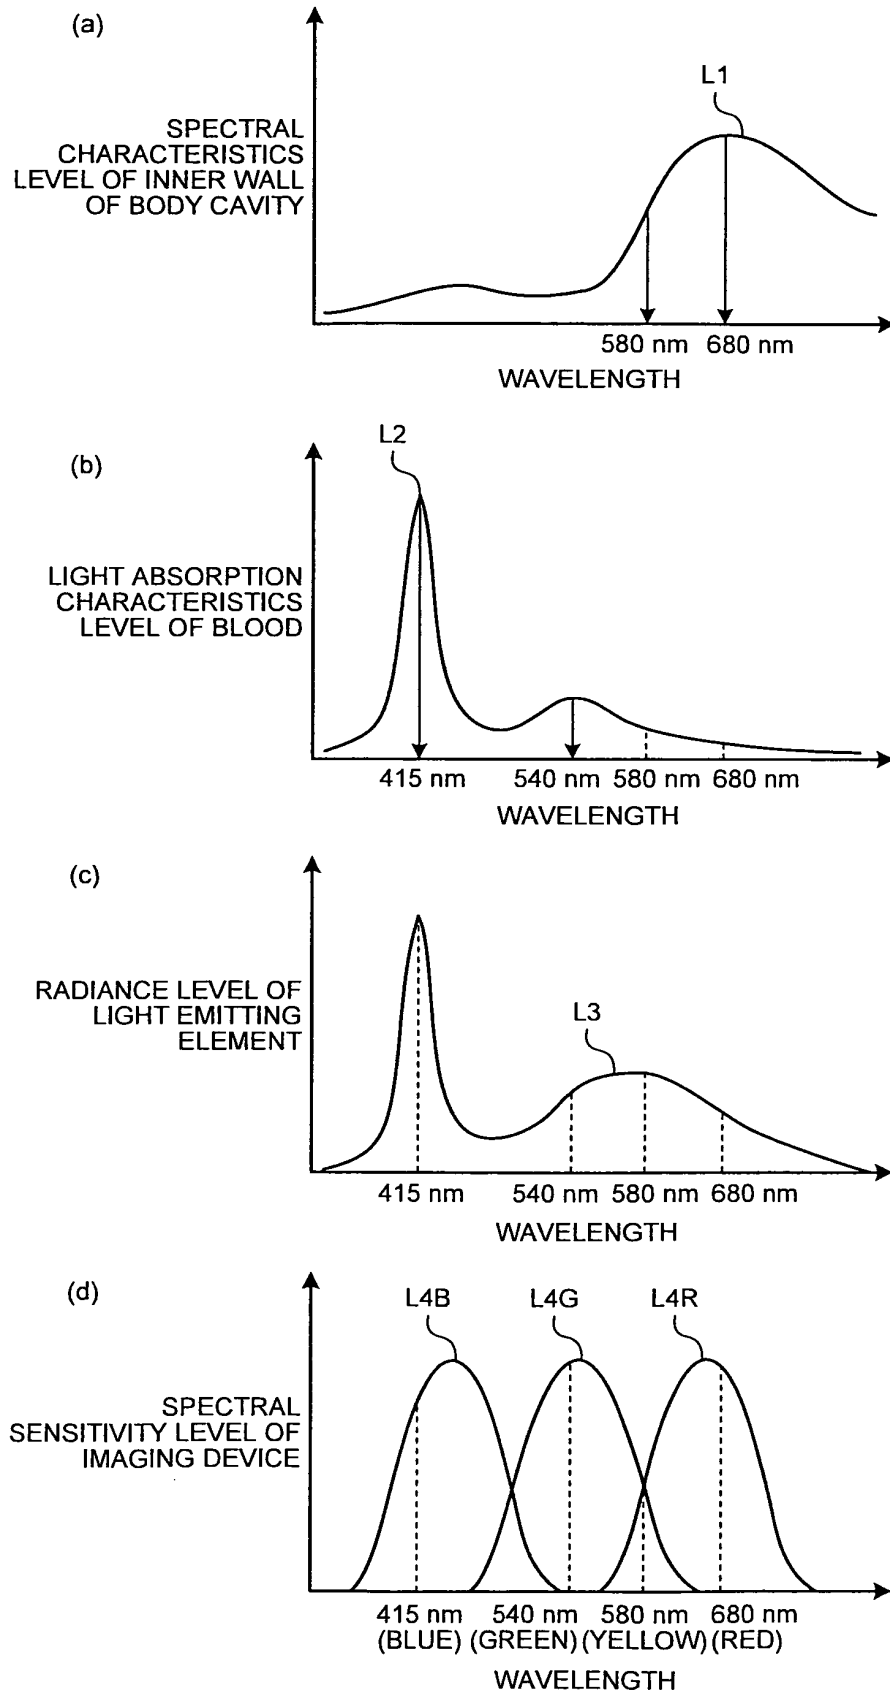 (a)
L1
SPECTRAL
CHARACTERISTICS
LEVEL OF INNER WALL
OF BODY CAVITY
580 nm 680 nm
WAVELENGTH
(b)
L2
LIGHT ABSORPTION
CHARACTERISTICS
LEVEL OF BLOOD
415 nm 540 nm 580 nm 680 nm
WAVELENGTH
(c)
RADIANCE LEVEL OF
LIGHT EMITTING
ELEMENT
L3
415 nm 540 nm 580 nm 680 nm
WAVELENGTH
(d)
L4B L4G L4R
SPECTRAL
SENSITIVITY LEVEL OF
IMAGING DEVICE
415 nm 540 nm 580 nm 680 nm
(BLUE) (GREEN) (YELLOW) (RED)
WAVELENGTH